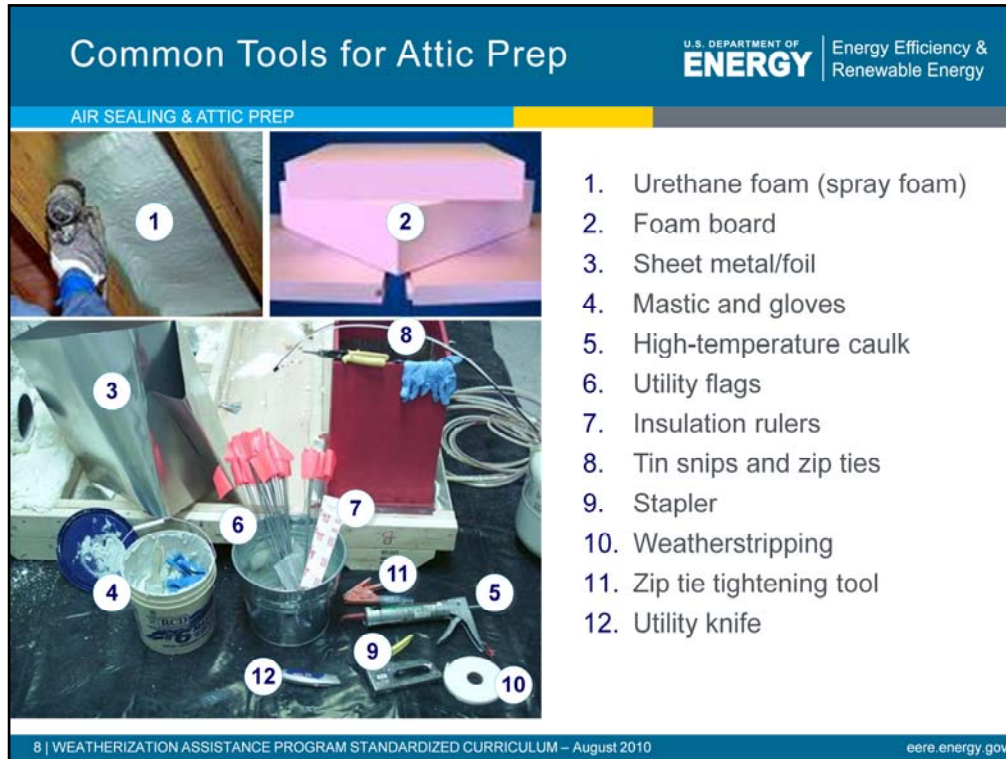 Common Tools for Attic Prep
U.S. DEPARTMENT OF
ENERGY
Energy Efficiency &
Renewable Energy
AIR SEALING & ATTIC PREP
1
2
3
8
6
7
4
11
5
9
12
10
1. Urethane foam (spray foam)
2. Foam board
3. Sheet metal/foil
4. Mastic and gloves
5. High-temperature caulk
6. Utility flags
7. Insulation rulers
8. Tin snips and zip ties
9. Stapler
10. Weatherstripping
11. Zip tie tightening tool
12. Utility knife
8 | WEATHERIZATION ASSISTANCE PROGRAM STANDARDIZED CURRICULUM – August 2010
eere.energy.gov